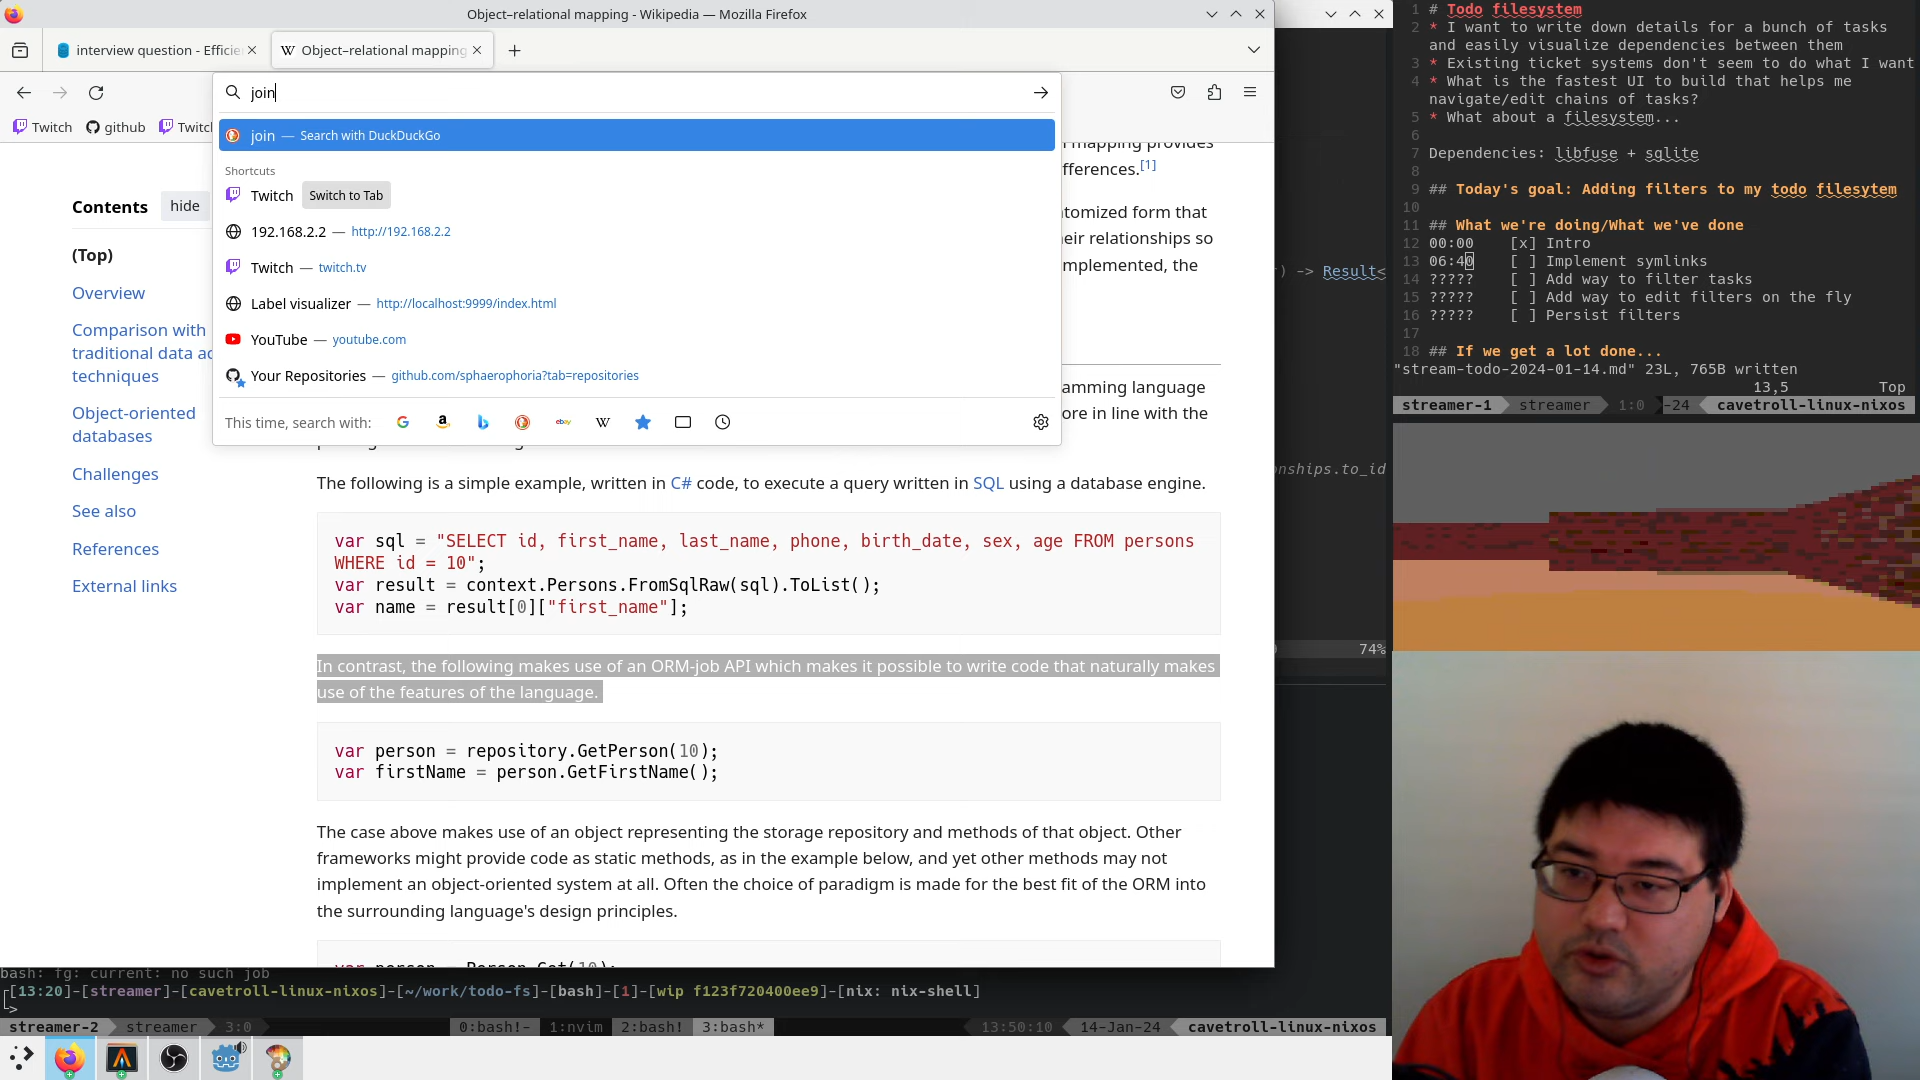 Object–relational mapping - Wikipedia — Mozilla Firefox
interview question - Efficie
Object–relational mapping
join
Twitch
github
Twitc
join — Search with DuckDuckGo
Shortcuts
Twitch Switch to Tab
192.168.2.2 — http://192.168.2.2
Twitch — twitch.tv
Label visualizer — http://localhost:9999/index.html
YouTube — youtube.com
Your Repositories — github.com/sphaerophoria?tab=repositories
This time, search with:
Contents hide
(Top)
Overview
Comparison with
traditional data ac
techniques
Object-oriented
databases
Challenges
See also
References
External links
mapping provides
fferences.[1]
tomized form that
eir relationships so
mplemented, the
amming language
ore in line with the
The following is a simple example, written in C# code, to execute a query written in SQL using a database engine.
var sql = "SELECT id, first_name, last_name, phone, birth_date, sex, age FROM persons
WHERE id = 10";
var result = context.Persons.FromSqlRaw(sql).ToList();
var name = result[0]["first_name"];
In contrast, the following makes use of an ORM-job API which makes it possible to write code that naturally makes
use of the features of the language.
var person = repository.GetPerson(10);
var firstName = person.GetFirstName();
The case above makes use of an object representing the storage repository and methods of that object. Other
frameworks might provide code as static methods, as in the example below, and yet other methods may not
implement an object-oriented system at all. Often the choice of paradigm is made for the best fit of the ORM into
the surrounding language's design principles.
var person = Person.Get(10);
) -> Result<
nships.to_id
74%
bash: fg: current: no such job
[13:20]-[streamer]-[cavetroll-linux-nixos]-[~/work/todo-fs]-[bash]-[1]-[wip f123f720400ee9]-[nix: nix-shell]
>
streamer-2 streamer 3:0 0:bash!- 1:nvim 2:bash! 3:bash* 13:50:10 14-Jan-24 cavetroll-linux-nixos
1 # Todo filesystem
2 * I want to write down details for a bunch of tasks
and easily visualize dependencies between them
3 * Existing ticket systems don't seem to do what I want
4 * What is the fastest UI to build that helps me
navigate/edit chains of tasks?
5 * What about a filesystem...
6
7 Dependencies: libfuse + sqlite
8
9 ## Today's goal: Adding filters to my todo filesytem
10
11 ## What we're doing/What we've done
12 00:00 [x] Intro
13 06:40 [ ] Implement symlinks
14 ????? [ ] Add way to filter tasks
15 ????? [ ] Add way to edit filters on the fly
16 ????? [ ] Persist filters
17
18 ## If we get a lot done...
"stream-todo-2024-01-14.md" 23L, 765B written
13,5 Top
streamer-1 streamer 1:0 -24 cavetroll-linux-nixos